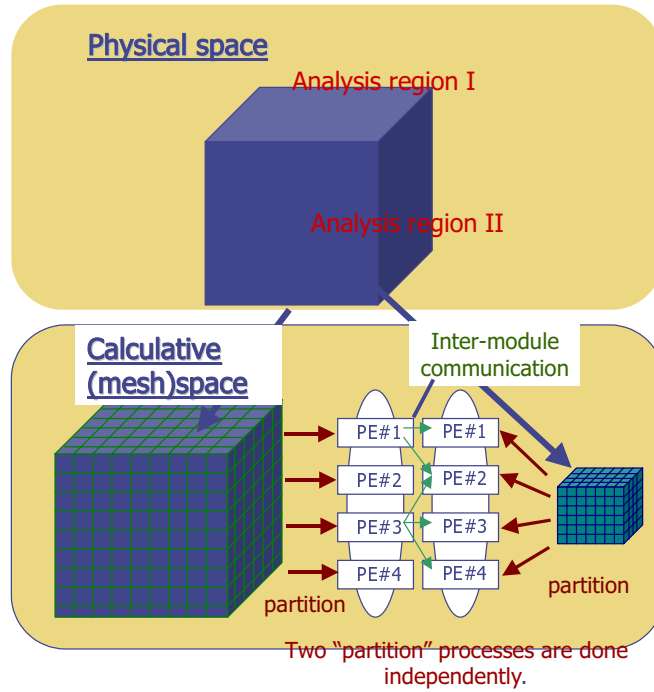 Physical space
Analysis region I
Analysis region II
Calculative
(mesh)space
Inter-module
communication
PE#1
PE#1
PE#2
PE#2
PE#3
PE#3
PE#4
PE#4
partition
partition
Two “partition” processes are done
independently.